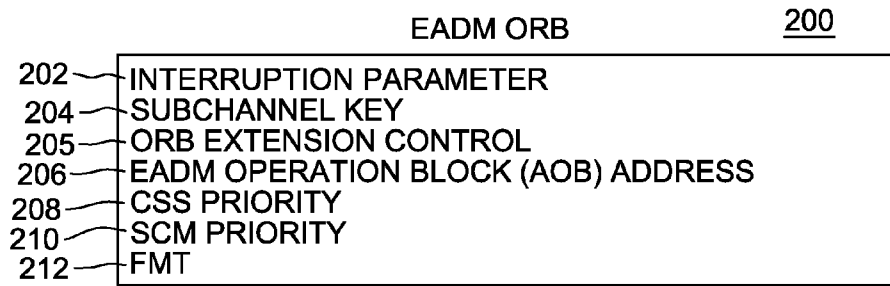 EADM ORB 200
202 INTERRUPTION PARAMETER
204 SUBCHANNEL KEY
205 ORB EXTENSION CONTROL
206 EADM OPERATION BLOCK (AOB) ADDRESS
208 CSS PRIORITY
210 SCM PRIORITY
212 FMT